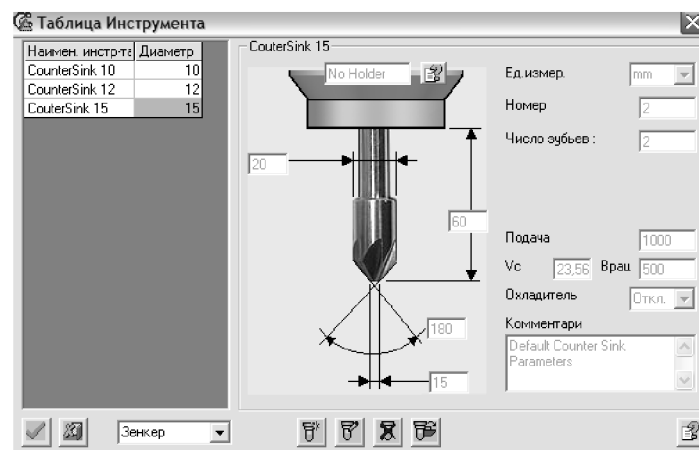 Таблица Инструмента
Наимен. инстр-та Диаметр
CounterSink 10 10
CounterSink 12 12
CouterSink 15 15
CouterSink 15
No Holder
20
60
180
15
Ед.измер. mm
Номер 2
Число зубьев : 2
Подача 1000
Vc 23,56 Вращ 500
Охладитель Откл.
Комментари
Default Counter Sink
Parameters
Зенкер